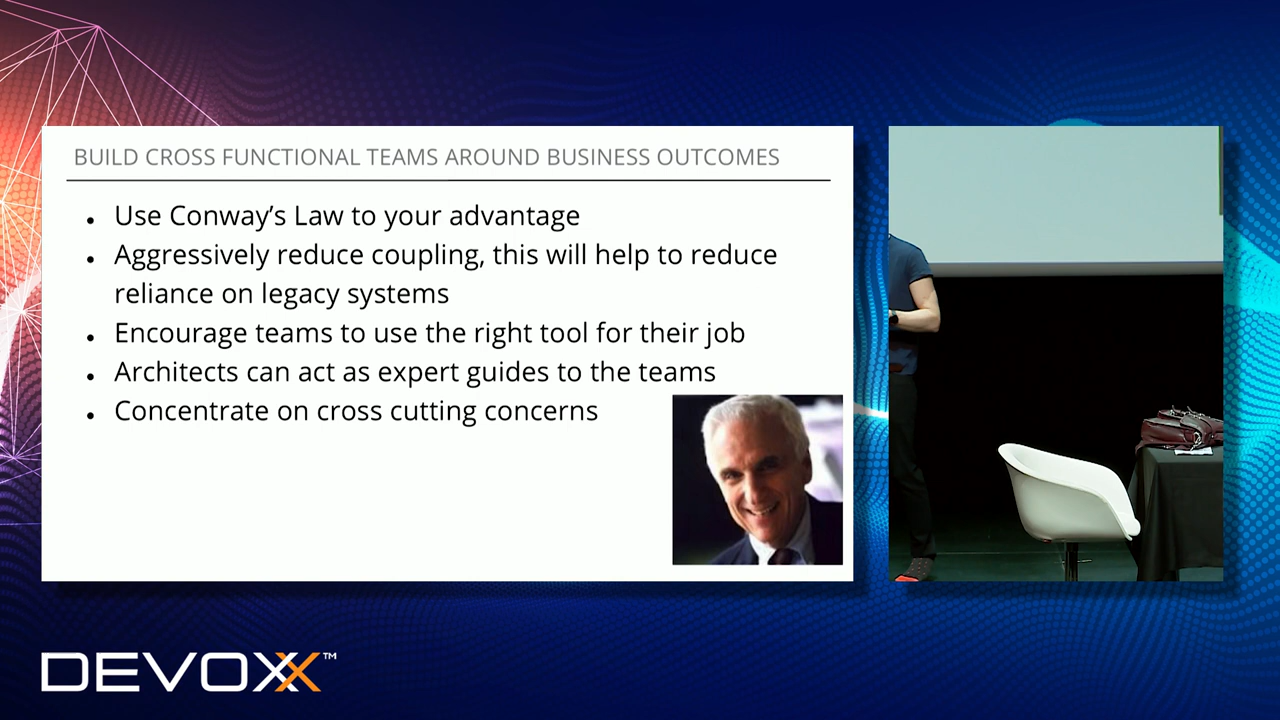 BUILD CROSS FUNCTIONAL TEAMS AROUND BUSINESS OUTCOMES
• Use Conway's Law to your advantage
• Aggressively reduce coupling, this will help to reduce
reliance on legacy systems
• Encourage teams to use the right tool for their job
• Architects can act as expert guides to the teams
• Concentrate on cross cutting concerns
DEVOXX™